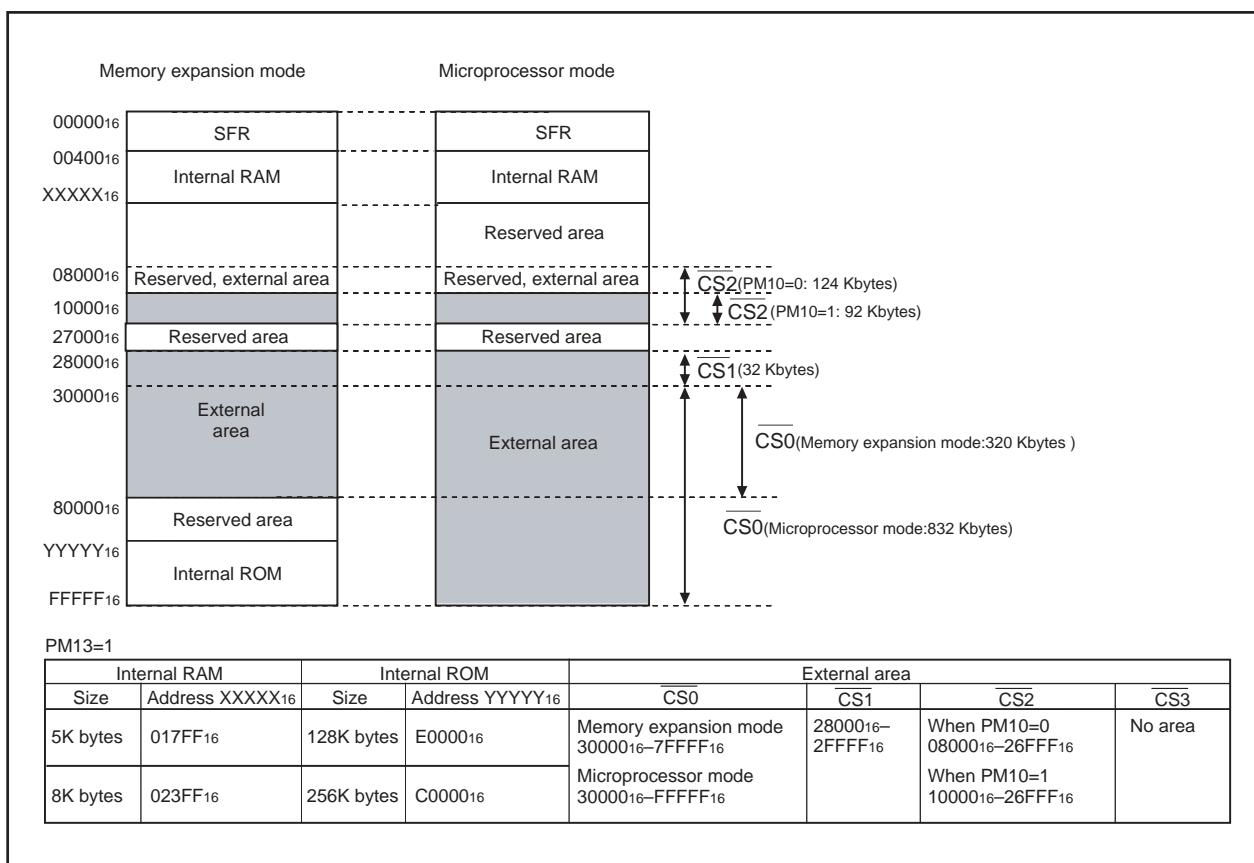 Memory expansion mode Microprocessor mode
0000016 SFR SFR
0040016
Internal RAM Internal RAM
XXXXX16
Reserved area
0800016 Reserved, external area Reserved, external area CS2(PM10=0: 124 Kbytes)
1000016 CS2 (PM10=1: 92 Kbytes)
2700016 Reserved area Reserved area
2800016 CS1(32 Kbytes)
3000016
External
area
External area CS0(Memory expansion mode:320 Kbytes )
8000016
Reserved area CS0(Microprocessor mode:832 Kbytes)
YYYYY16
Internal ROM
FFFFF16
PM13=1
Internal RAM Internal ROM External area
Size Address XXXXX16 Size Address YYYYY16 CS0 CS1 CS2 CS3
5K bytes 017FF16 128K bytes E000016 Memory expansion mode 2800016– When PM10=0 No area
3000016–7FFFF16 2FFFF16 0800016–26FFF16
8K bytes 023FF16 256K bytes C000016 Microprocessor mode When PM10=1
3000016–FFFFF16 1000016–26FFF16